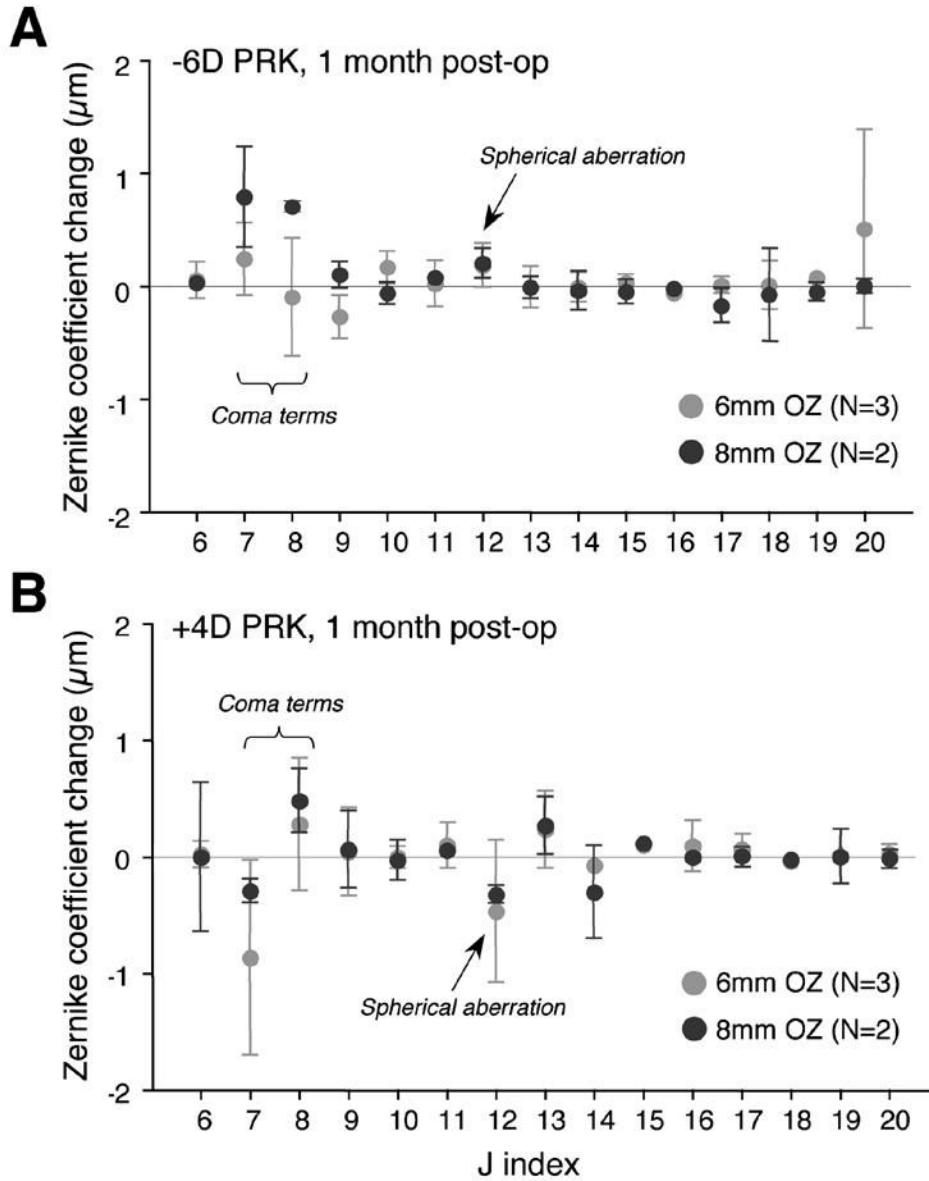 A
-6D PRK, 1 month post-op
Zernike coefficient change (µm)
2
1
0
-1
-2
Spherical aberration
Coma terms
6mm OZ (N=3)
8mm OZ (N=2)
6 7 8 9 10 11 12 13 14 15 16 17 18 19 20
B
+4D PRK, 1 month post-op
Zernike coefficient change (µm)
2
1
0
-1
-2
Coma terms
Spherical aberration
6mm OZ (N=3)
8mm OZ (N=2)
6 7 8 9 10 11 12 13 14 15 16 17 18 19 20
J index